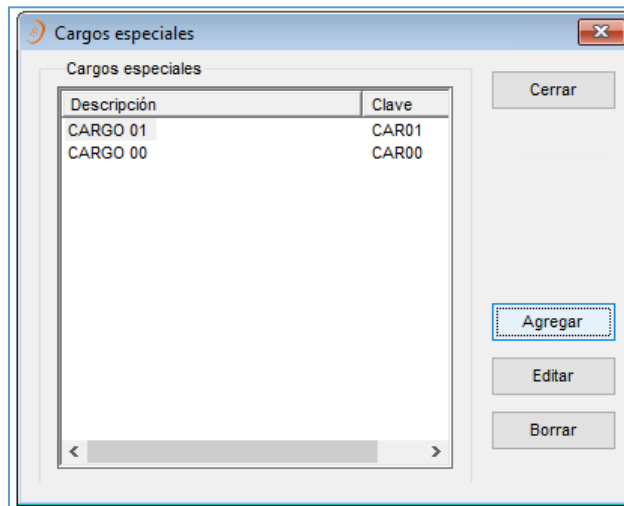 Cargos especiales
Cargos especiales
Cerrar
Descripción Clave
CARGO 01 CAR01
CARGO 00 CAR00
Agregar
Editar
Borrar